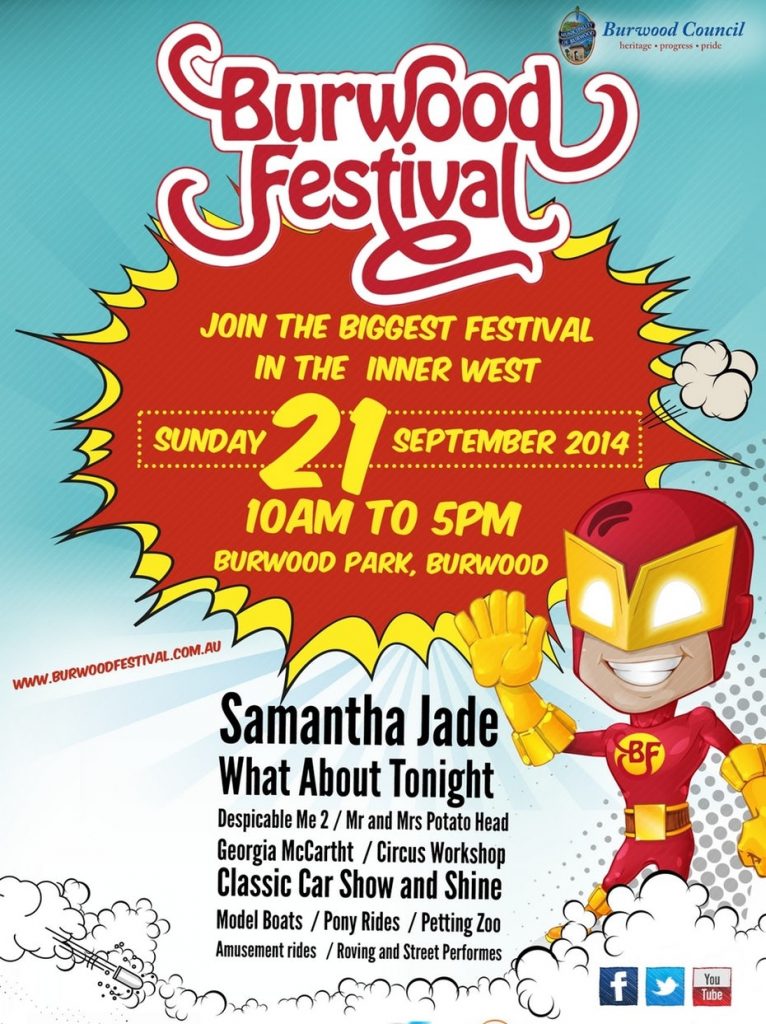 Burwood Council
heritage • progress • pride
MUNICIPALITY OF BURWOOD
Burwood
Festival
JOIN THE BIGGEST FESTIVAL
IN THE INNER WEST
SUNDAY 21 SEPTEMBER 2014
10AM TO 5PM
BURWOOD PARK, BURWOOD
WWW.BURWOODFESTIVAL.COM.AU
BF
Samantha Jade
What About Tonight
Despicable Me 2 / Mr and Mrs Potato Head
Georgia McCartht / Circus Workshop
Classic Car Show and Shine
Model Boats / Pony Rides / Petting Zoo
Amusement rides / Roving and Street Performes
f
You
Tube